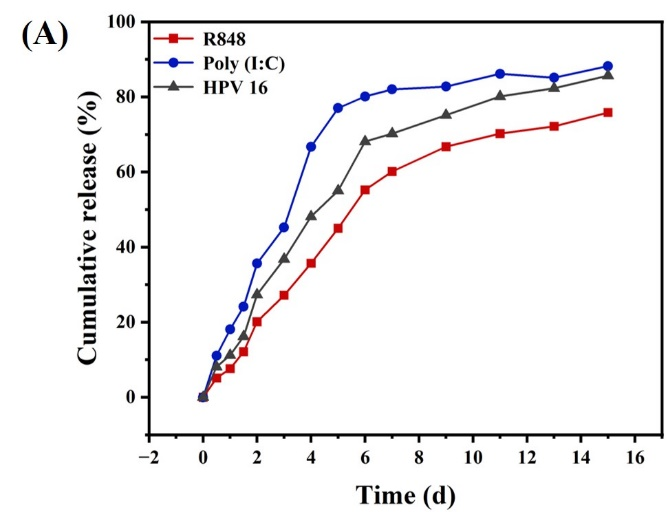 (A)
R848
Poly (I:C)
HPV 16
Cumulative release (%)
100
80
60
40
20
0
−2 0 2 4 6 8 10 12 14 16
Time (d)